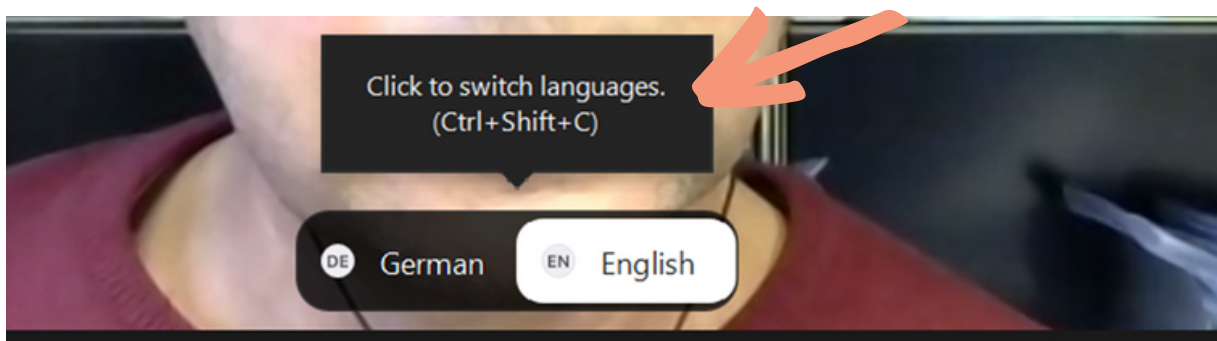 Click to switch languages.
(Ctrl+Shift+C)
DE German EN English